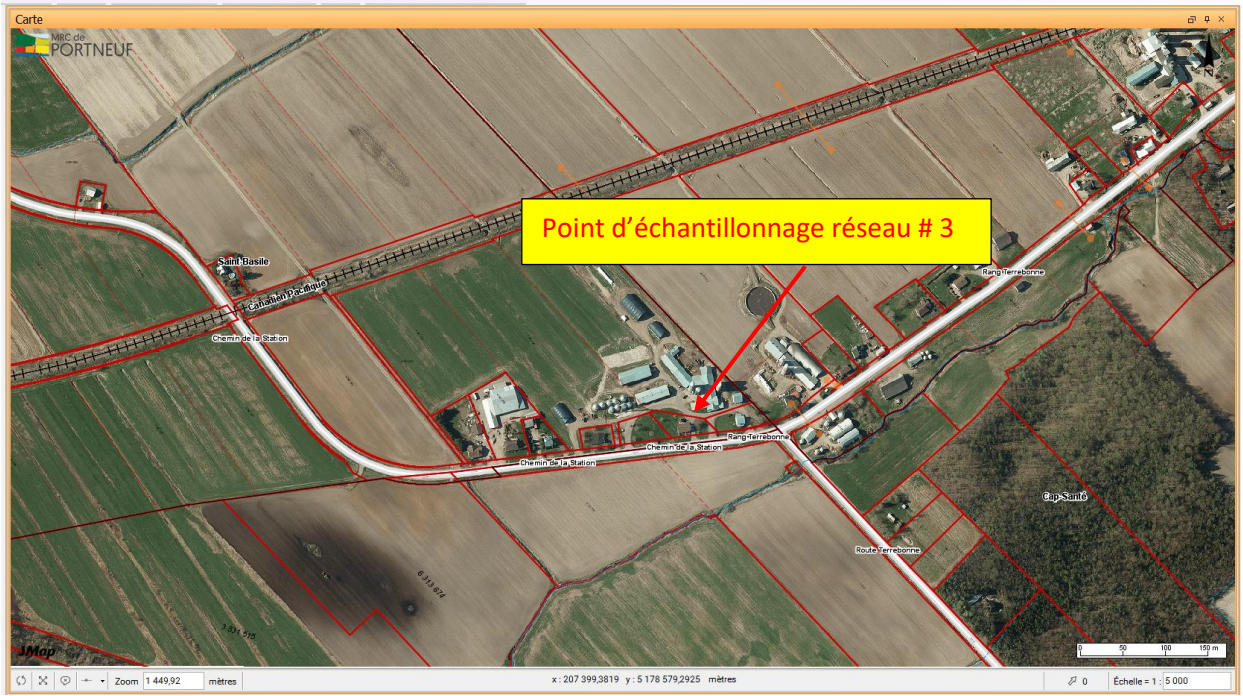 Carte
MRC de
PORTNEUF
N
Point d’échantillonnage réseau # 3
Saint-Basile
Canadien Pacifique
Rang-Terrebonne
Chemin de la Station
Rang-Terrebonne
Chemin de la Station
Chemin de la Station
Cap-Santé
Route Terrebonne
6 313 674
3 831 515
JMap
0 50 100 150 m
Zoom 1 449,92 mètres x : 207 399,3819 y : 5 178 579,2925 mètres 0 Échelle = 1 : 5 000